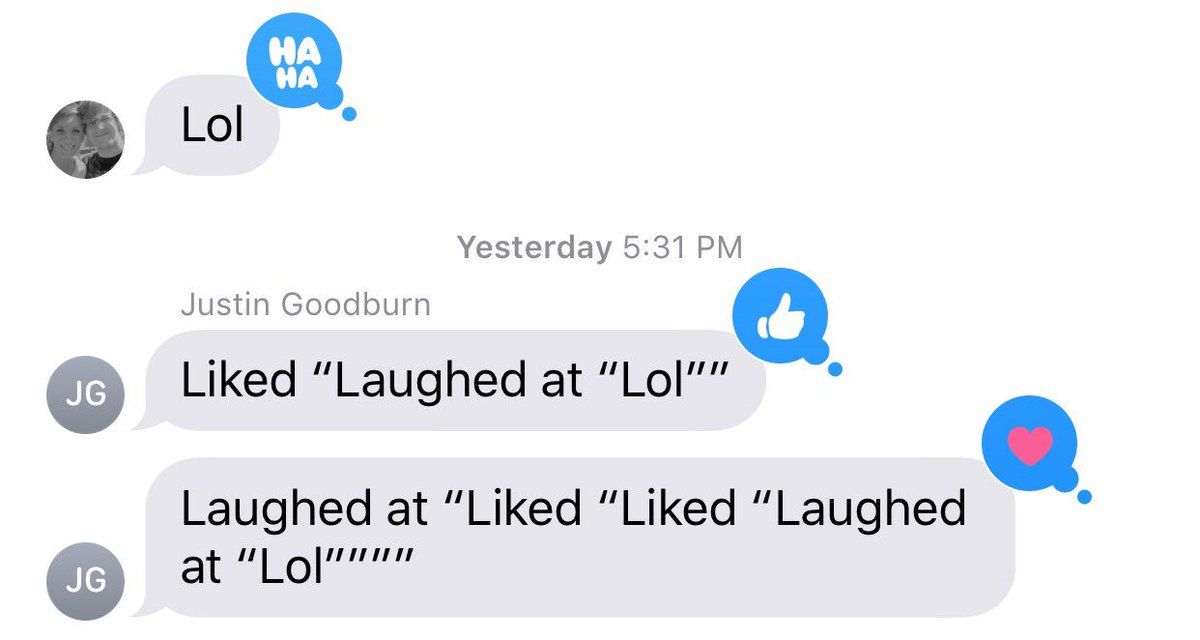 HA
HA
Lol
Yesterday 5:31 PM
Justin Goodburn
JG
Liked “Laughed at “Lol””
JG
Laughed at “Liked “Liked “Laughed
at “Lol””””